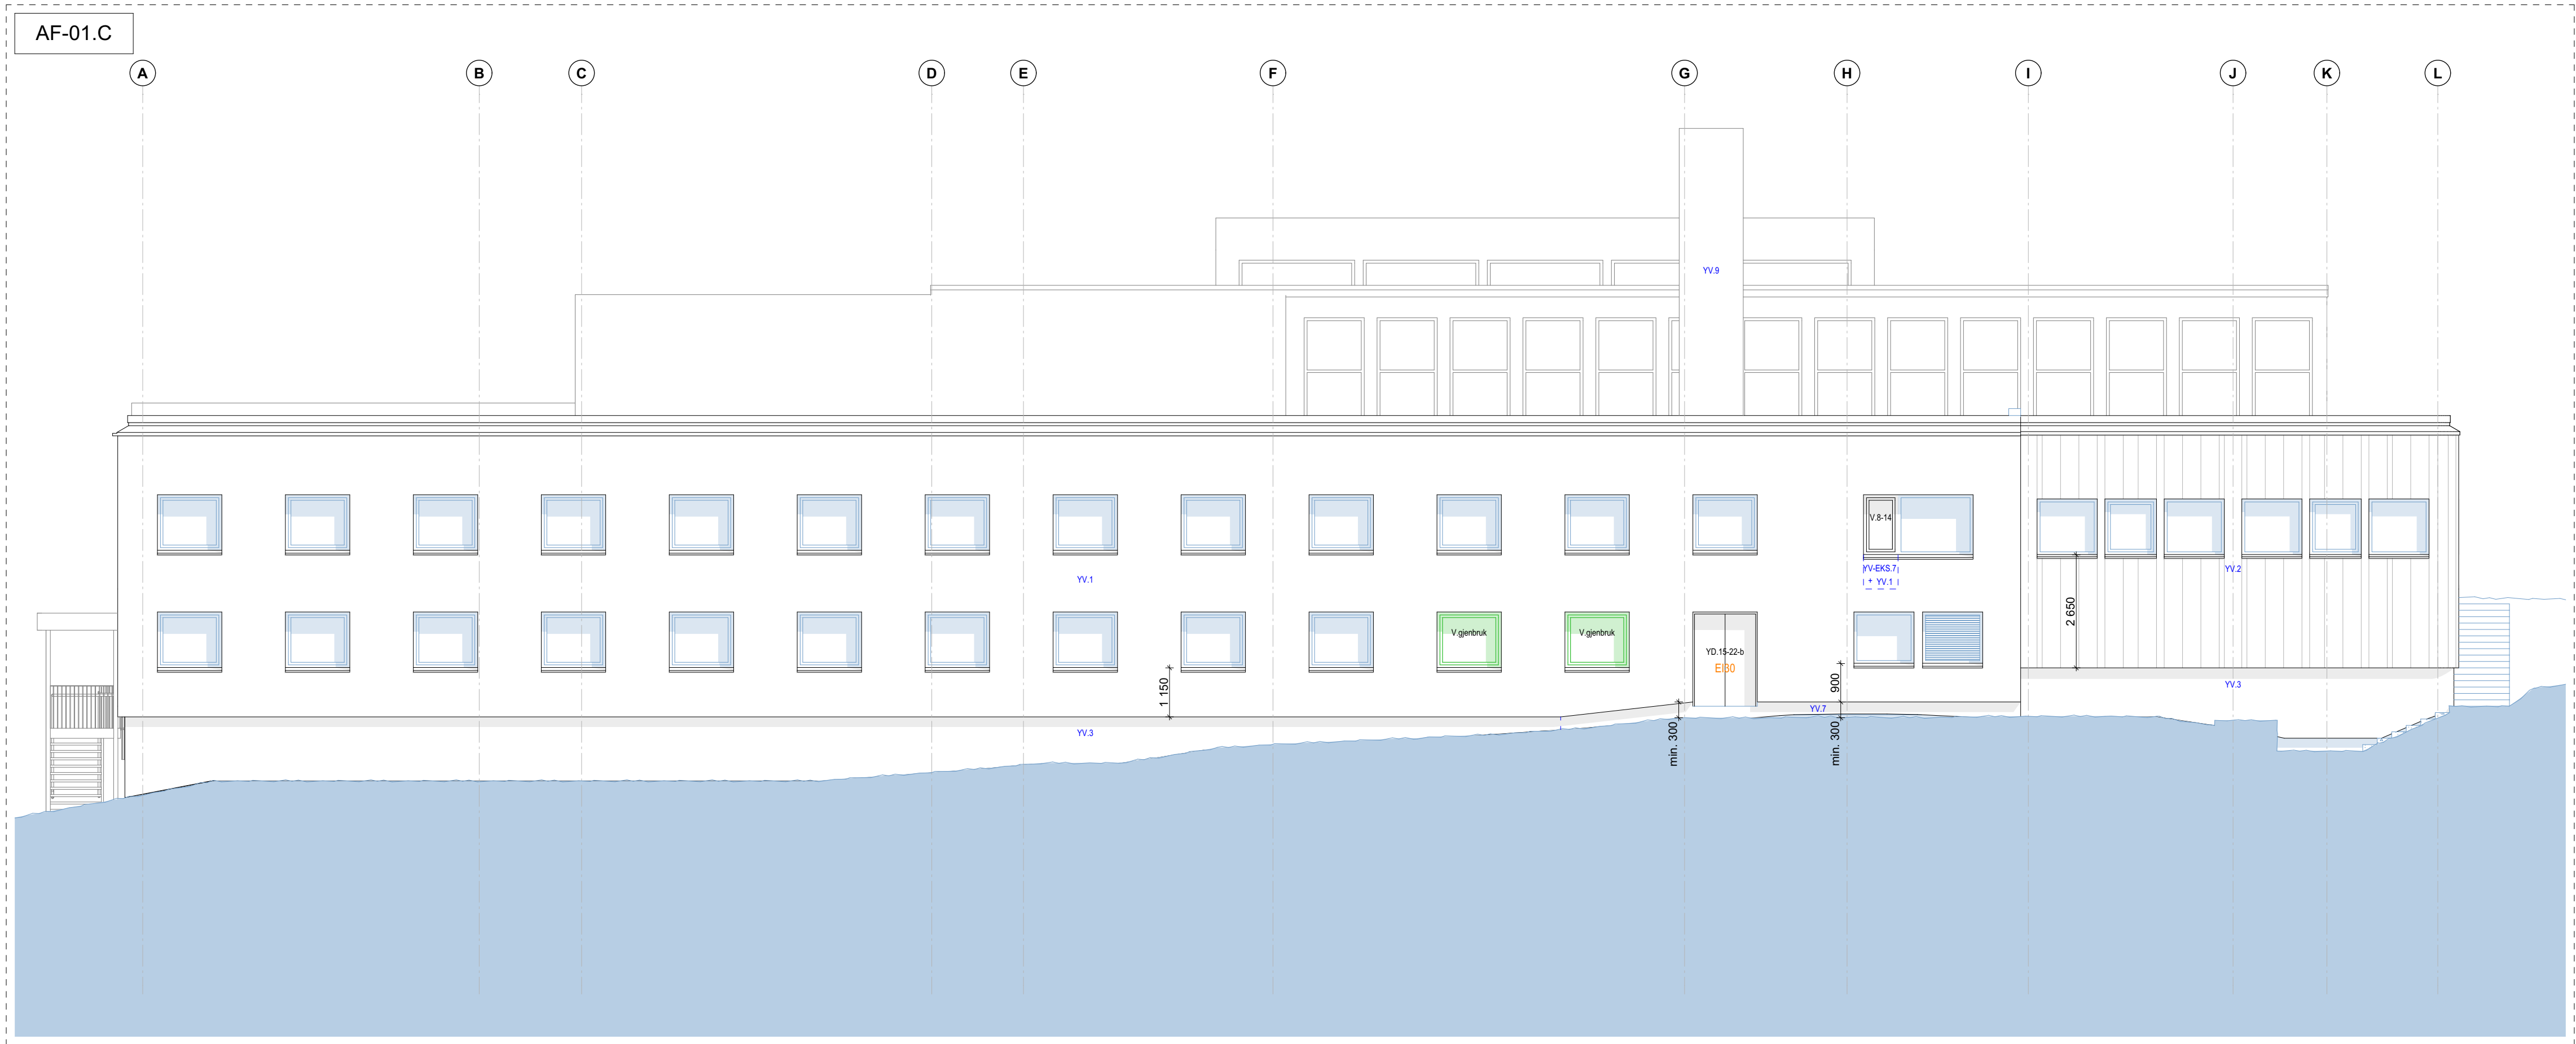 AF-01.C
A B C D E F G H I J K L
YV.9
V.8-14
YV.1
YV-EKS.7
+ YV.1
YV.2
2 650
V.gjenbruk
V.gjenbruk
YD.15-22-b
EI30
1 150
900
YV.3
YV.7
YV.3
min. 300
min. 300